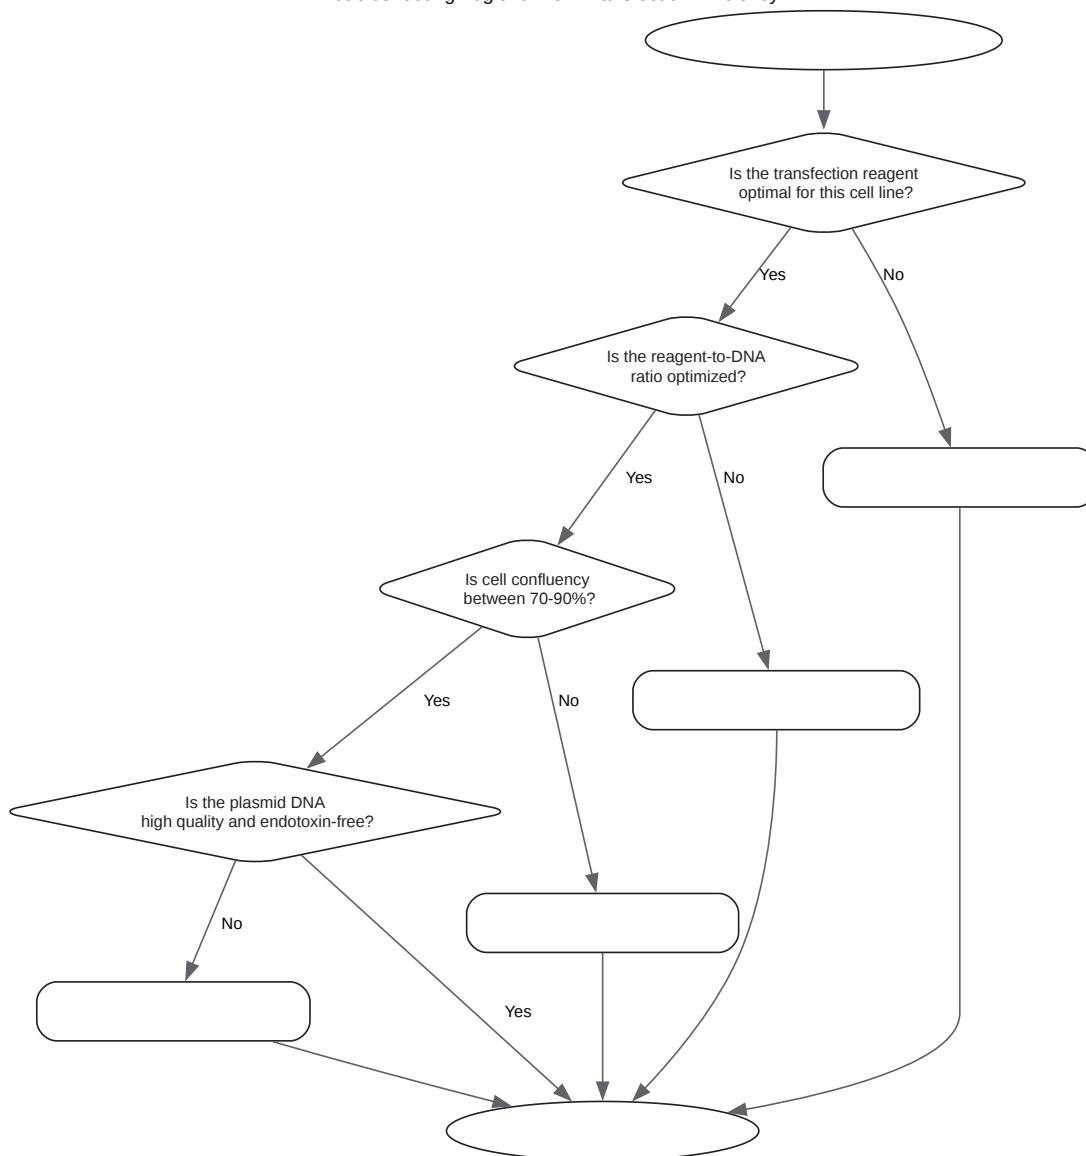 Is the transfection reagent
optimal for this cell line?
Yes
No
Is the reagent-to-DNA
ratio optimized?
Yes
No
Is cell confluency
between 70-90%?
Yes
No
Is the plasmid DNA
high quality and endotoxin-free?
No
Yes